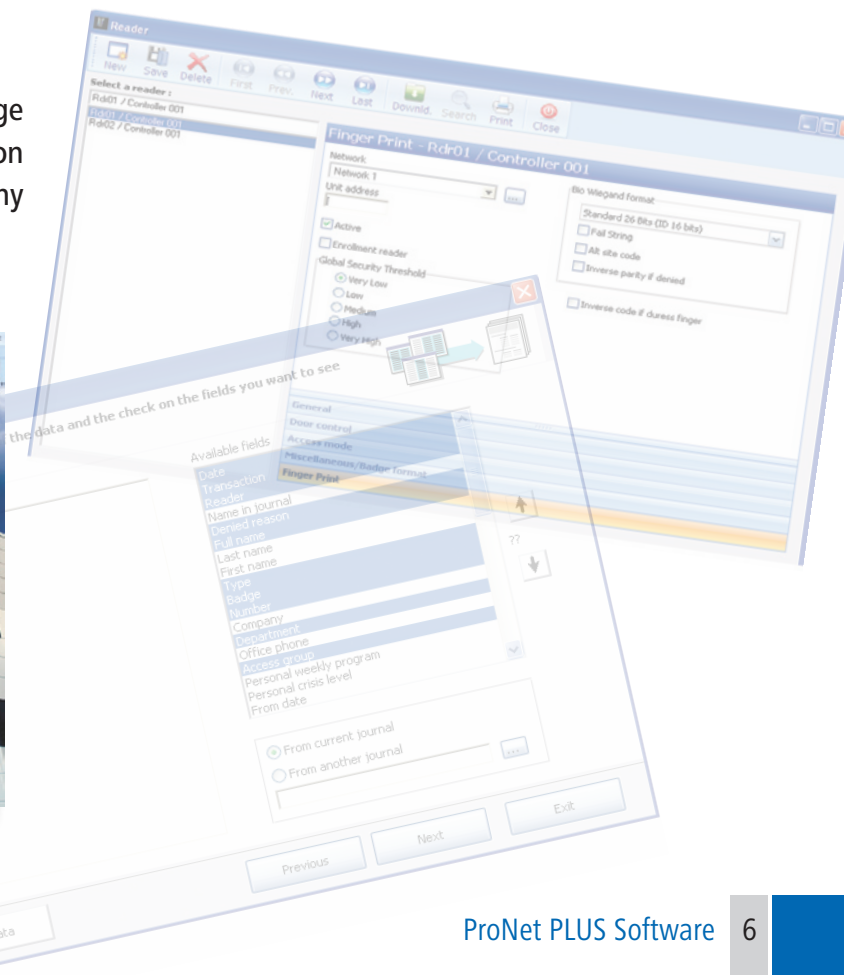 ge
on
ny
Reader
New Save Delete First Prev. Next Last Downld. Search Print Close
Select a reader :
Rdr01 / Controller 001
Rdr01 / Controller 001
Rdr02 / Controller 001
Finger Print - Rdr01 / Controller 001
Network
Network 1
...
Unit address
Active
Enrollment reader
Global Security Threshold
Very Low
Low
Medium
High
Very High
Bio Wiegand format
Standard 26 Bits (ID 16 bits)
Fail String
Alt site code
Inverse parity if denied
Inverse code if duress finger
General
Door control
Access mode
Miscellaneous/Badge format
Finger Print
the data and the check on the fields you want to see
Available fields
Date
Transaction
Reader
Name in journal
Denied reason
Full name
Last name
First name
Type
Badge
Number
Company
Department
Office phone
Access group
Personal weekly program
Personal crisis level
From date
??
From current journal
From another journal
...
Previous
Next
Exit
ata
ProNet PLUS Software 6